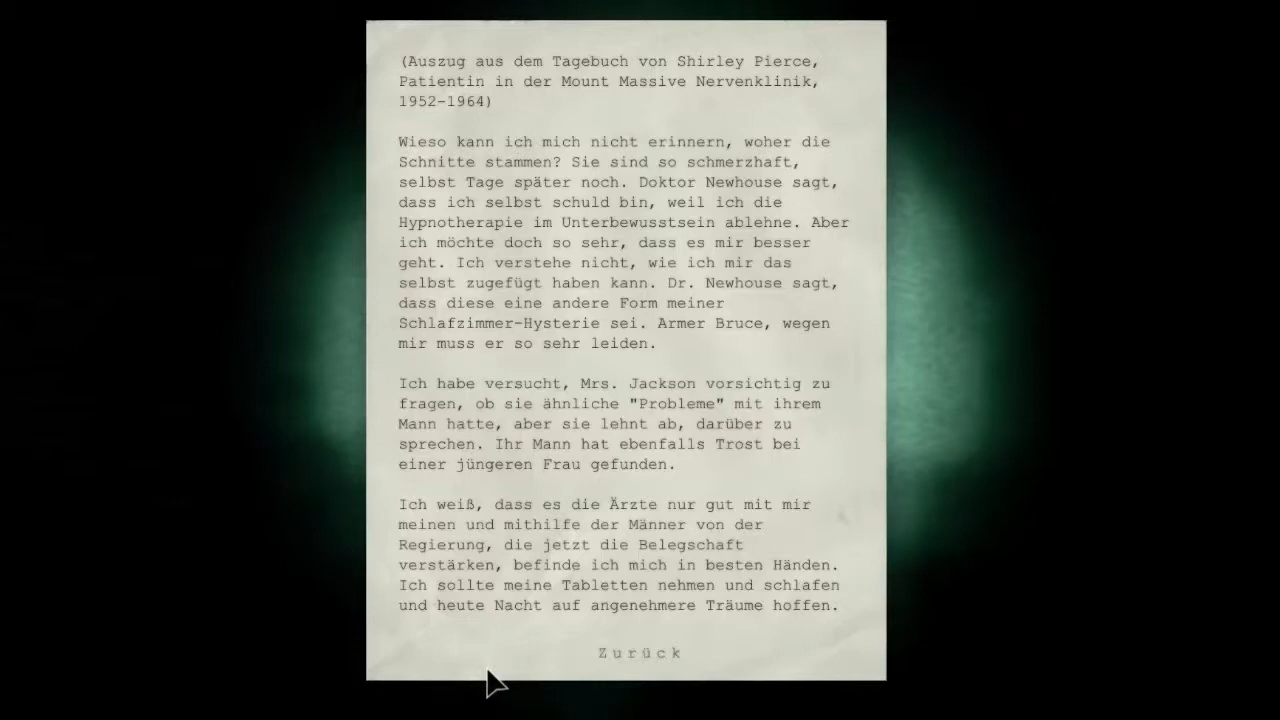 (Auszug aus dem Tagebuch von Shirley Pierce,
Patientin in der Mount Massive Nervenklinik,
1952-1964)
Wieso kann ich mich nicht erinnern, woher die
Schnitte stammen? Sie sind so schmerzhaft,
selbst Tage später noch. Doktor Newhouse sagt,
dass ich selbst schuld bin, weil ich die
Hypnotherapie im Unterbewusstsein ablehne. Aber
ich möchte doch so sehr, dass es mir besser
geht. Ich verstehe nicht, wie ich mir das
selbst zugefügt haben kann. Dr. Newhouse sagt,
dass diese eine andere Form meiner
Schlafzimmer-Hysterie sei. Armer Bruce, wegen
mir muss er so sehr leiden.
Ich habe versucht, Mrs. Jackson vorsichtig zu
fragen, ob sie ähnliche "Probleme" mit ihrem
Mann hatte, aber sie lehnt ab, darüber zu
sprechen. Ihr Mann hat ebenfalls Trost bei
einer jüngeren Frau gefunden.
Ich weiß, dass es die Ärzte nur gut mit mir
meinen und mithilfe der Männer von der
Regierung, die jetzt die Belegschaft
verstärken, befinde ich mich in besten Händen.
Ich sollte meine Tabletten nehmen und schlafen
und heute Nacht auf angenehmere Träume hoffen.
Zurück